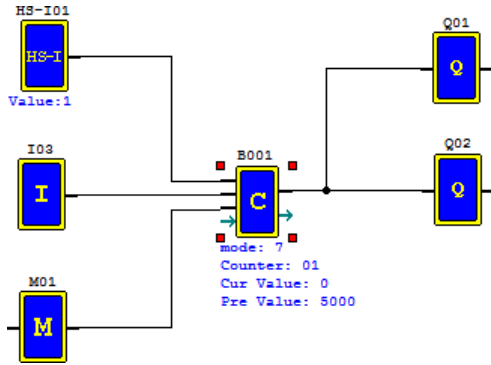 HS-I01
HS-I
Value:1
Q01
Q
I03
I
B001
C
Q02
Q
mode: 7
Counter: 01
Cur Value: 0
Pre Value: 5000
M01
M